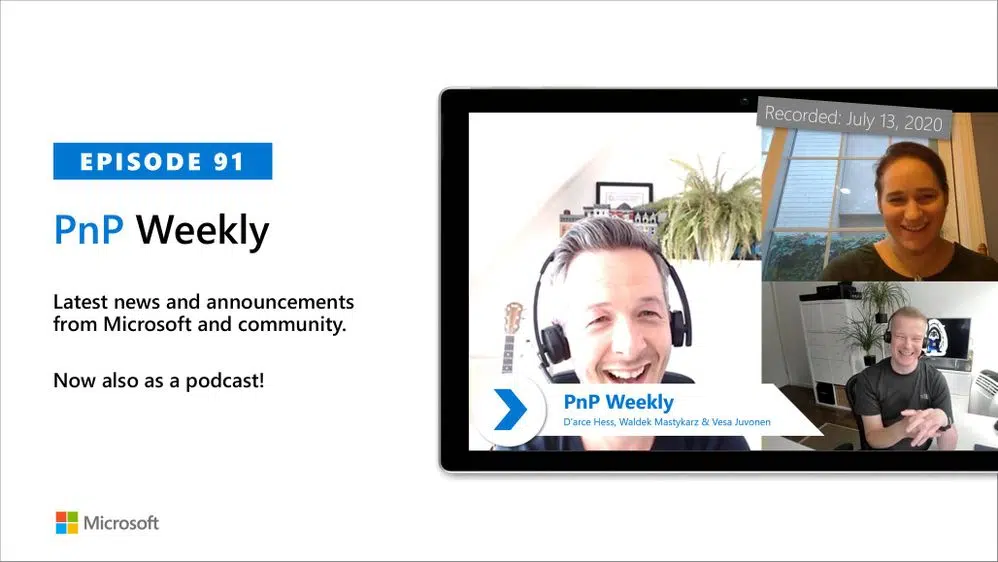 EPISODE 91
PnP Weekly
Latest news and announcements
from Microsoft and community.
Now also as a podcast!
Microsoft
Recorded: July 13, 2020
PnP Weekly
D'arce Hess, Waldek Mastykarz & Vesa Juvonen